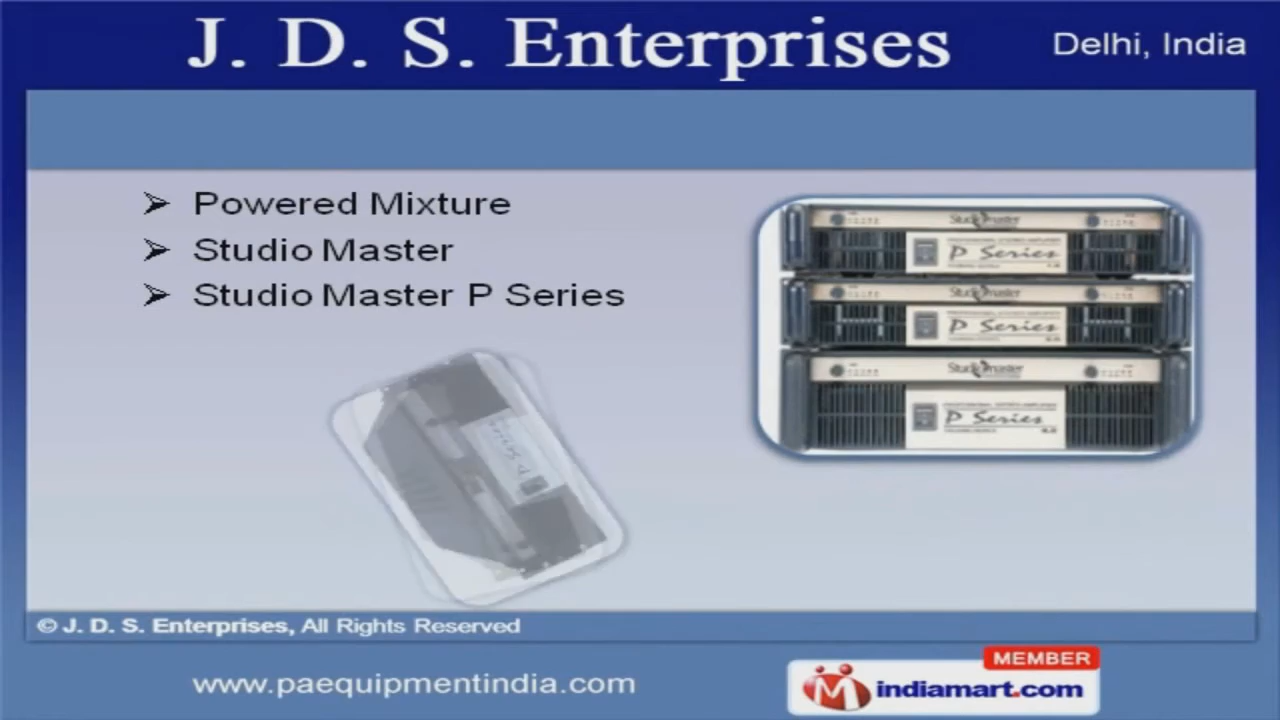 J. D. S. Enterprises
Delhi, India
➢ Powered Mixture
➢ Studio Master
➢ Studio Master P Series
Studiomaster
P Series
Studiomaster
P Series
Studiomaster
P Series
P Series
© J. D. S. Enterprises, All Rights Reserved
www.paequipmentindia.com
MEMBER
indiamart.com